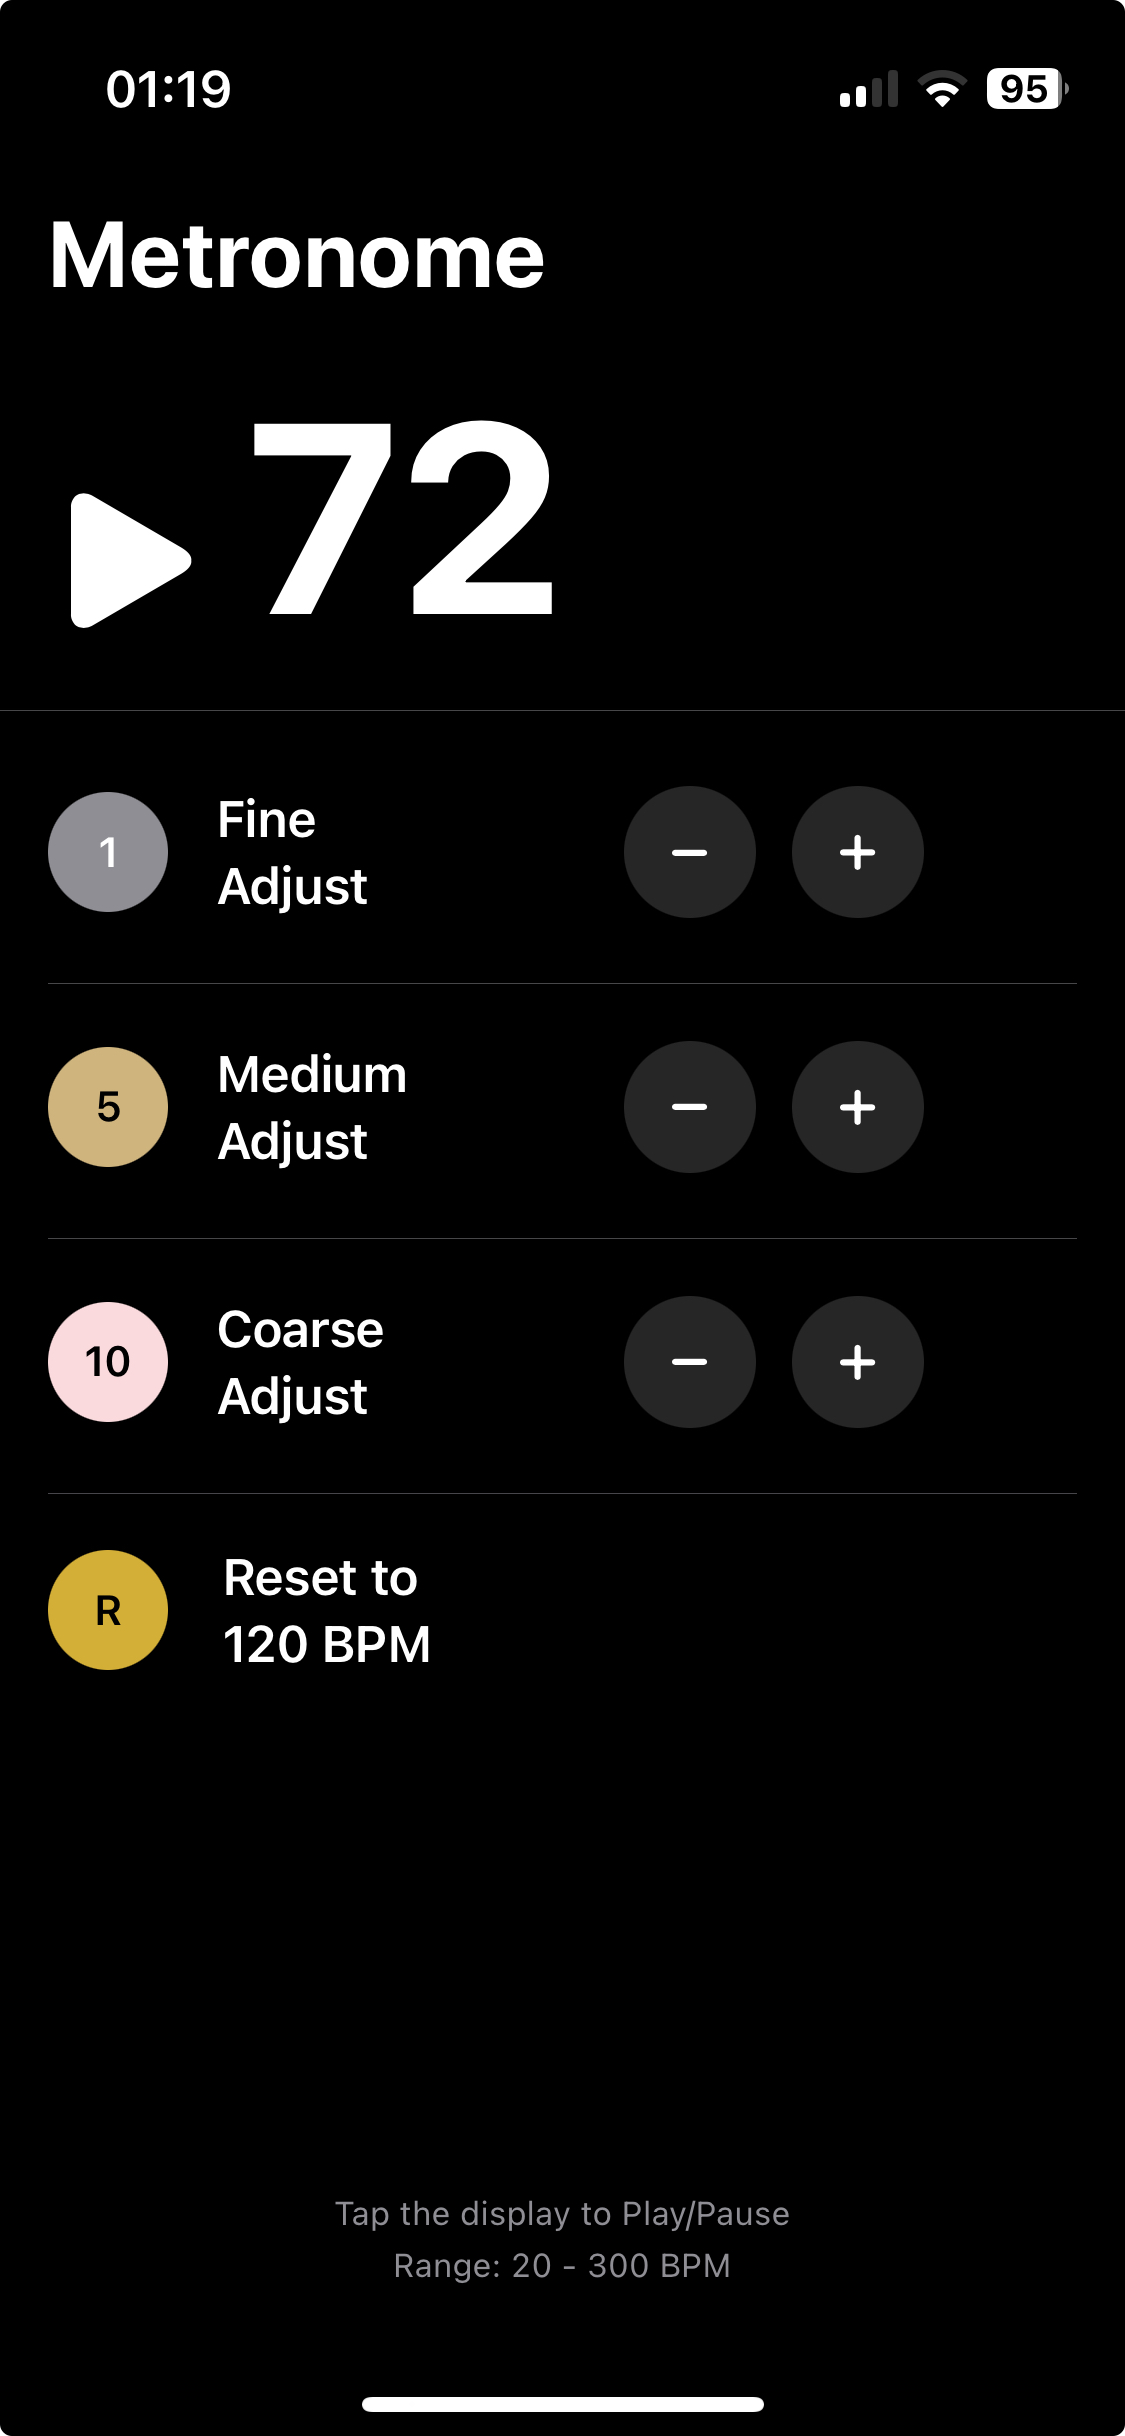 01:19
95
Metronome
72
1
Fine
Adjust
5
Medium
Adjust
10
Coarse
Adjust
R
Reset to
120 BPM
Tap the display to Play/Pause
Range: 20 - 300 BPM